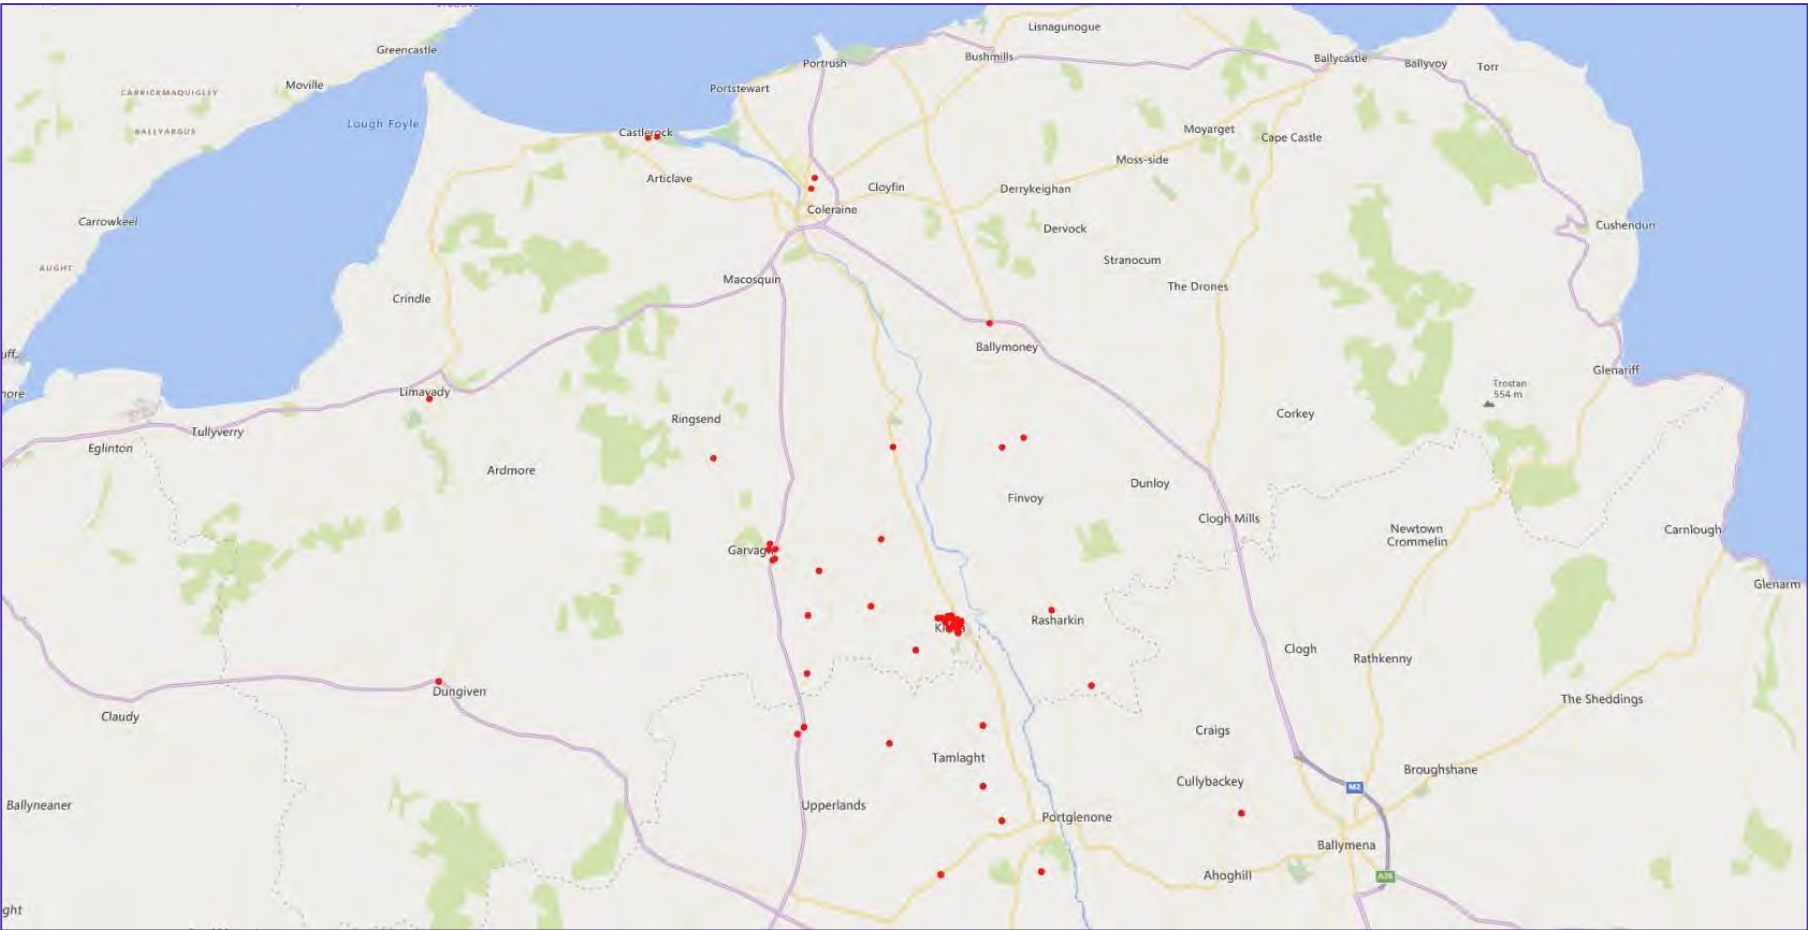 Lisnagunogue
Greencastle
Bushmills
Ballycastle
Portrush
Ballyvoy
Torr
Moville
Portstewart
CARRICKMAQUIGLEY
Lough Foyle
BALLYARGUS
Castlerock
Moyarget
Cape Castle
Moss-side
Articlave
Cloyfin
Derrykeighan
Coleraine
Carrowkeel
Dervock
Cushendun
Stranocum
AUGHT
Macosquin
The Drones
Crindle
Ballymoney
Glenariff
Trostan
554 m
Limavady
Corkey
Ringsend
Tullyverry
Eglinton
Ardmore
Dunloy
Finvoy
Clogh Mills
Newtown
Crommelin
Carnlough
Garvagh
Glenarm
Rasharkin
Clogh
Rathkenny
Dungiven
The Sheddings
Claudy
Craigs
Tamlaght
Broughshane
Cullybackey
M2
Ballyneaner
Upperlands
Portglenone
Ballymena
Ahoghill
A26